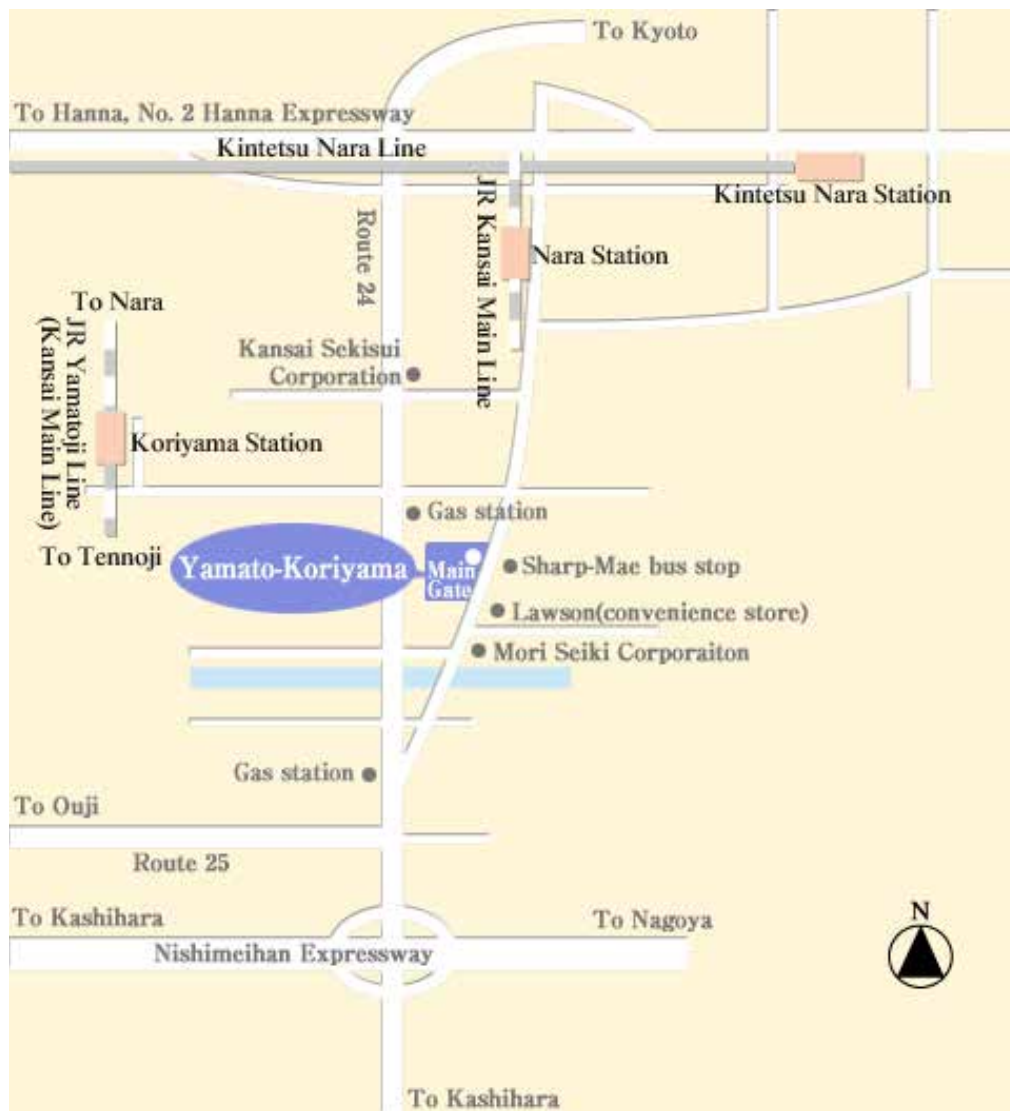 To Kyoto
To Hanna, No. 2 Hanna Expressway
Kintetsu Nara Line
Kintetsu Nara Station
JR Kansai Main Line
Route 24
Nara Station
To Nara
JR Yamatoji Line
(Kansai Main Line)
Kansai Sekisui
Corporation
Koriyama Station
To Tennoji
Gas station
Yamato-Koriyama
Main
Gate
Sharp-Mae bus stop
Lawson(convenience store)
Mori Seiki Corporaiton
Gas station
To Ouji
Route 25
To Kashihara
To Nagoya
Nishimeihan Expressway
N
To Kashihara